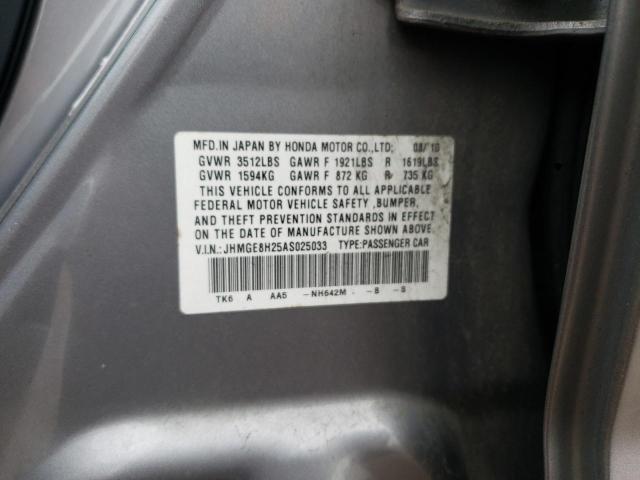 MFD.IN JAPAN BY HONDA MOTOR CO.,LTD: 08/10
GVWR 3512LBS GAWR F 1921LBS R 1619LBS
GVWR 1594KG GAWR F 872 KG R 735 KG
THIS VEHICLE CONFORMS TO ALL APPLICABLE
FEDERAL MOTOR VEHICLE SAFETY ,BUMPER,
AND THEFT PREVENTION STANDARDS IN EFFECT
ON THE DATE OF MANUFACTURE SHOWN ABOVE.
V.I.N.:JHMGE8H25AS025033 TYPE:PASSENGER CAR
TK6 A AA5 -NH642M -B -B